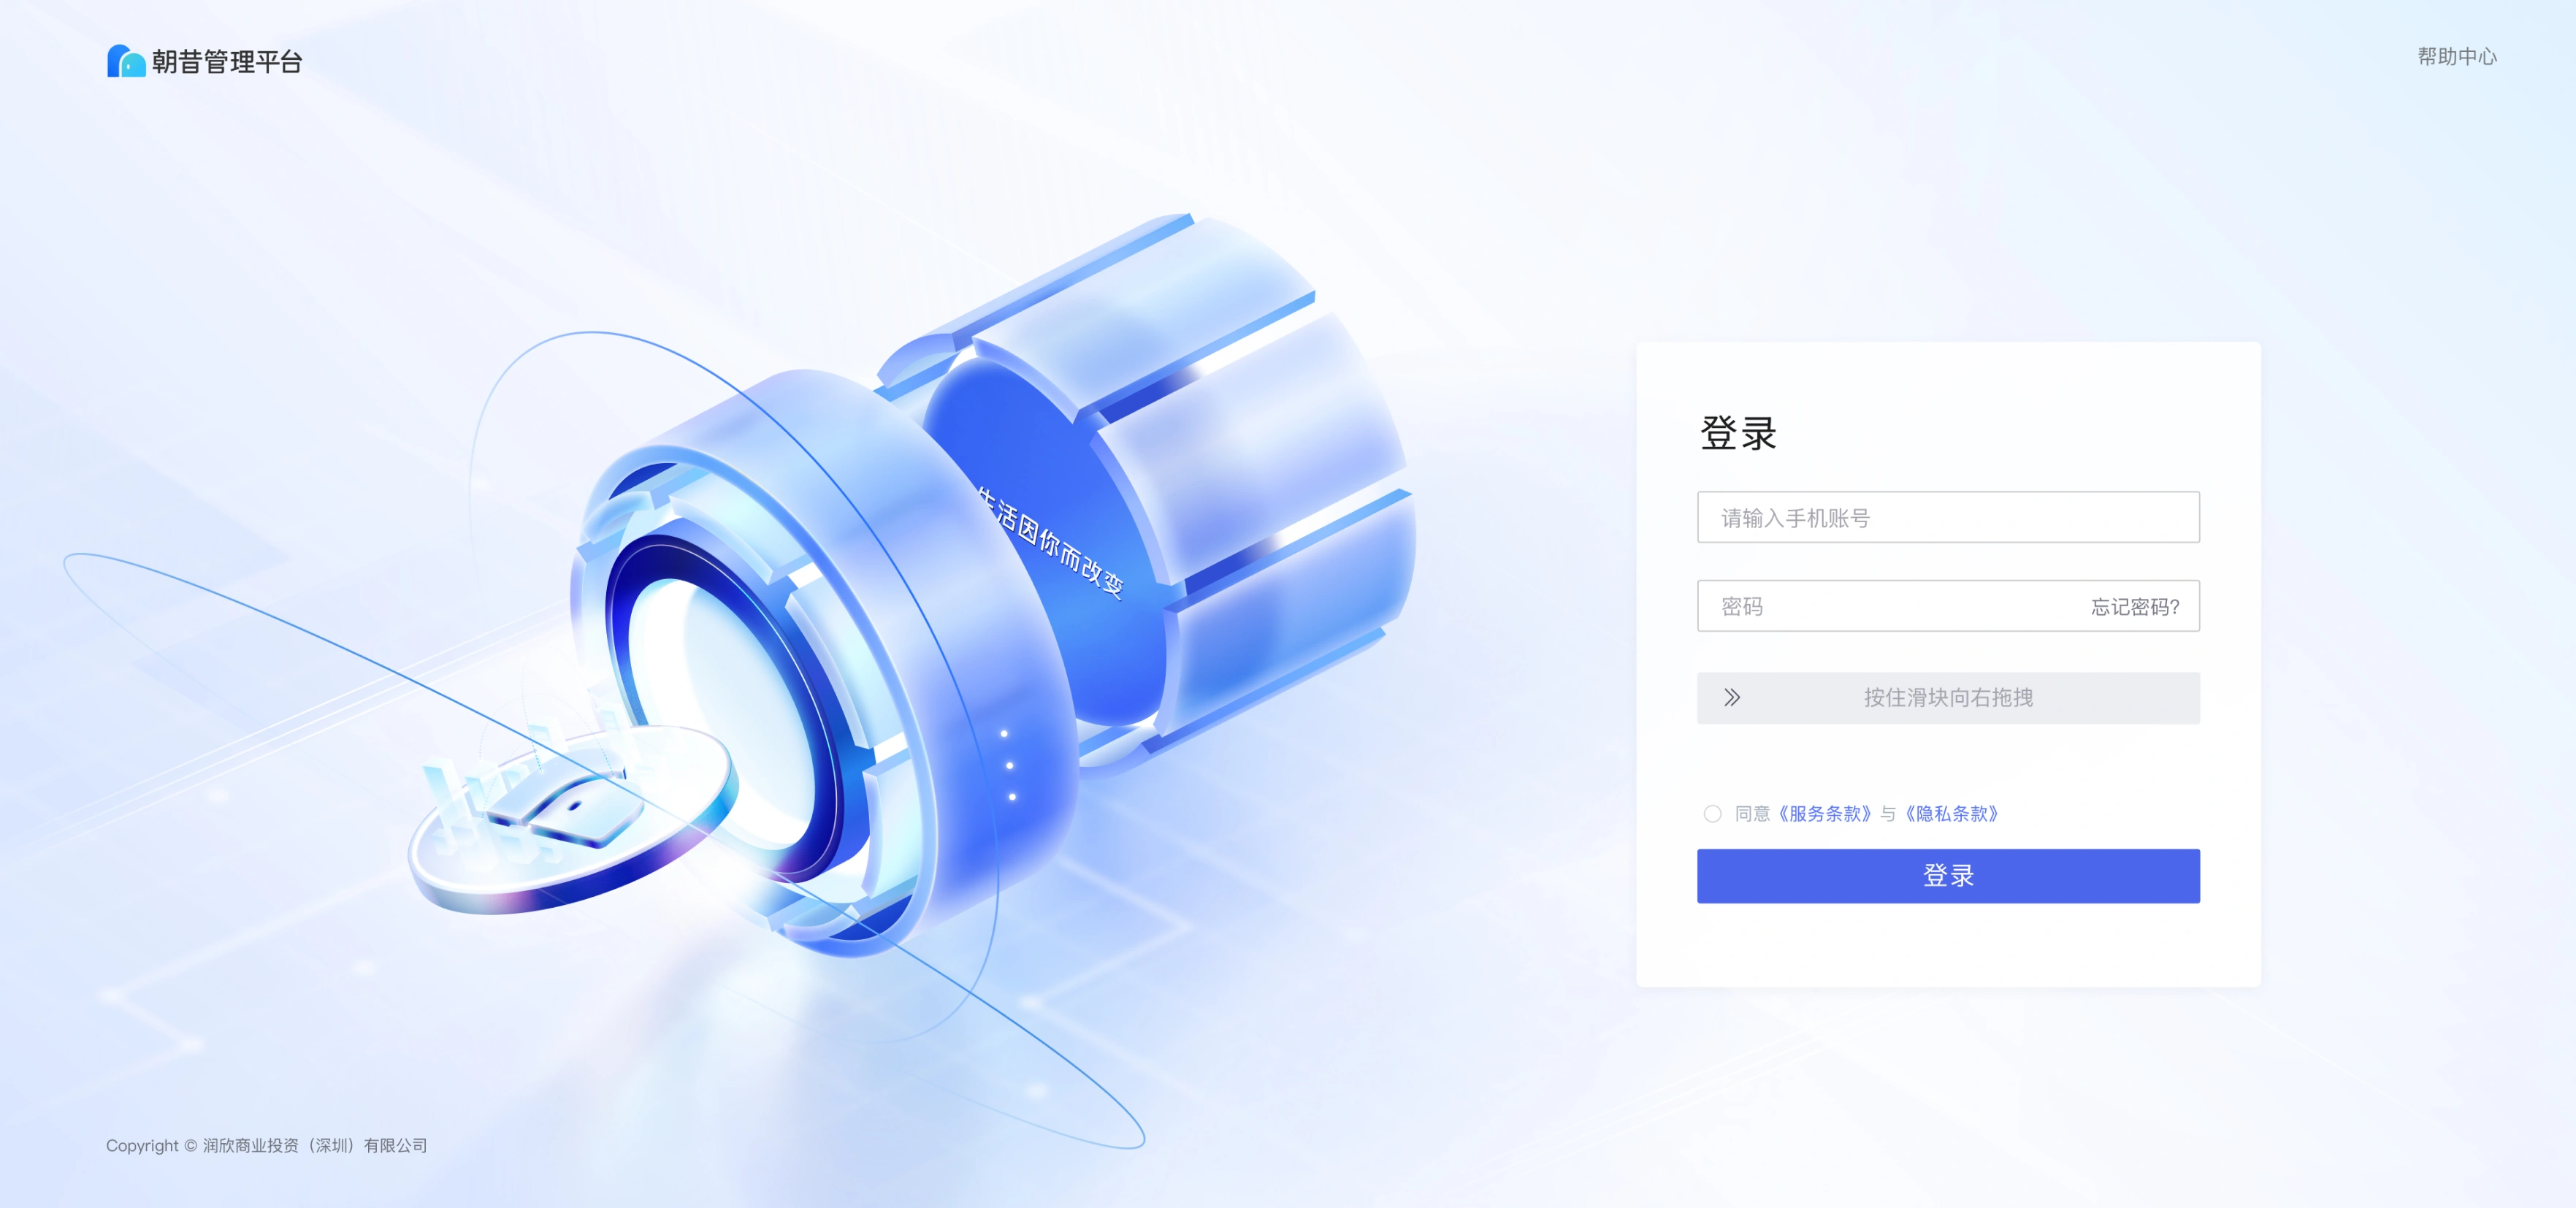 朝昔管理平台
帮助中心
生活因你而改变
登录
请输入手机账号
密码
忘记密码?
按住滑块向右拖拽
同意《服务条款》与《隐私条款》
登录
Copyright © 润欣商业投资（深圳）有限公司